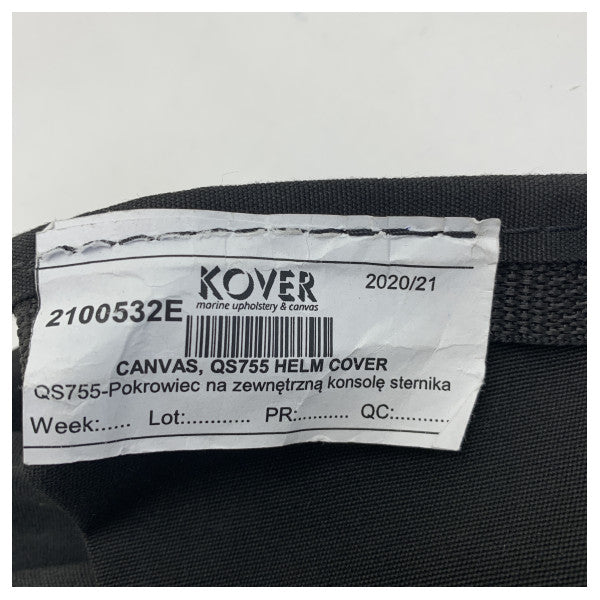 KOVER
2020/21
marine upholstery & canvas
2100532E
CANVAS, QS755 HELM COVER
QS755-Pokrowiec na zewnętrzną konsolę sternika
Week:..... Lot:........... PR:......... QC:..........